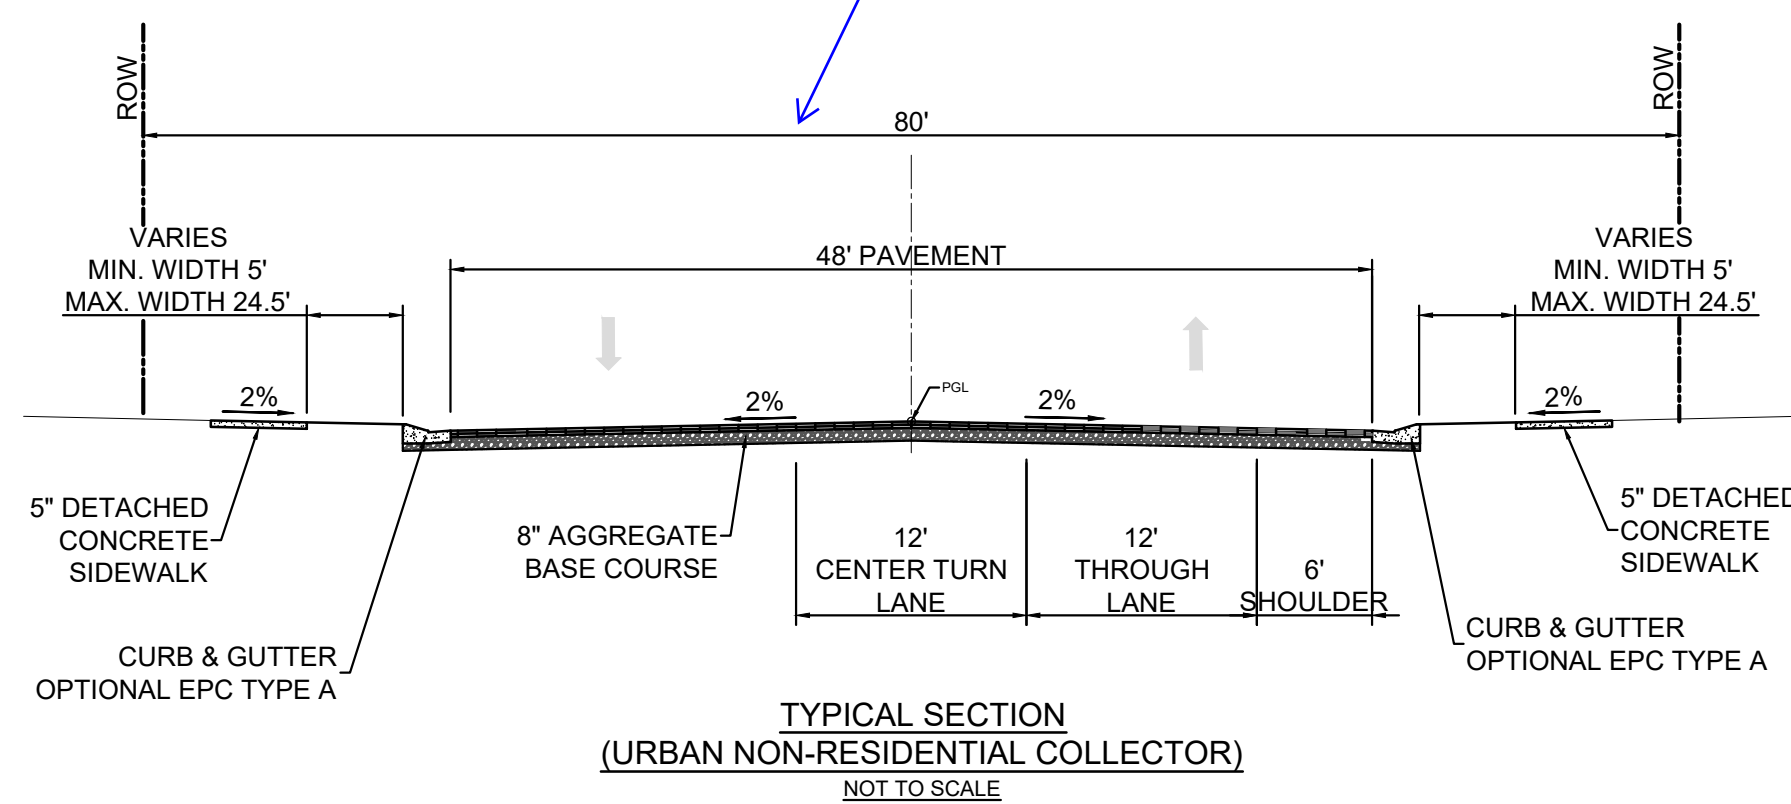 ROW
ROW
80'
VARIES
MIN. WIDTH 5'
MAX. WIDTH 24.5'
48' PAVEMENT
VARIES
MIN. WIDTH 5'
MAX. WIDTH 24.5'
2%
2%
PGL
2%
2%
5" DETACHED
CONCRETE
SIDEWALK
8" AGGREGATE
BASE COURSE
12'
CENTER TURN
LANE
12'
THROUGH
LANE
6'
SHOULDER
5" DETACHED
CONCRETE
SIDEWALK
CURB & GUTTER
OPTIONAL EPC TYPE A
CURB & GUTTER
OPTIONAL EPC TYPE A
TYPICAL SECTION
(URBAN NON-RESIDENTIAL COLLECTOR)
NOT TO SCALE